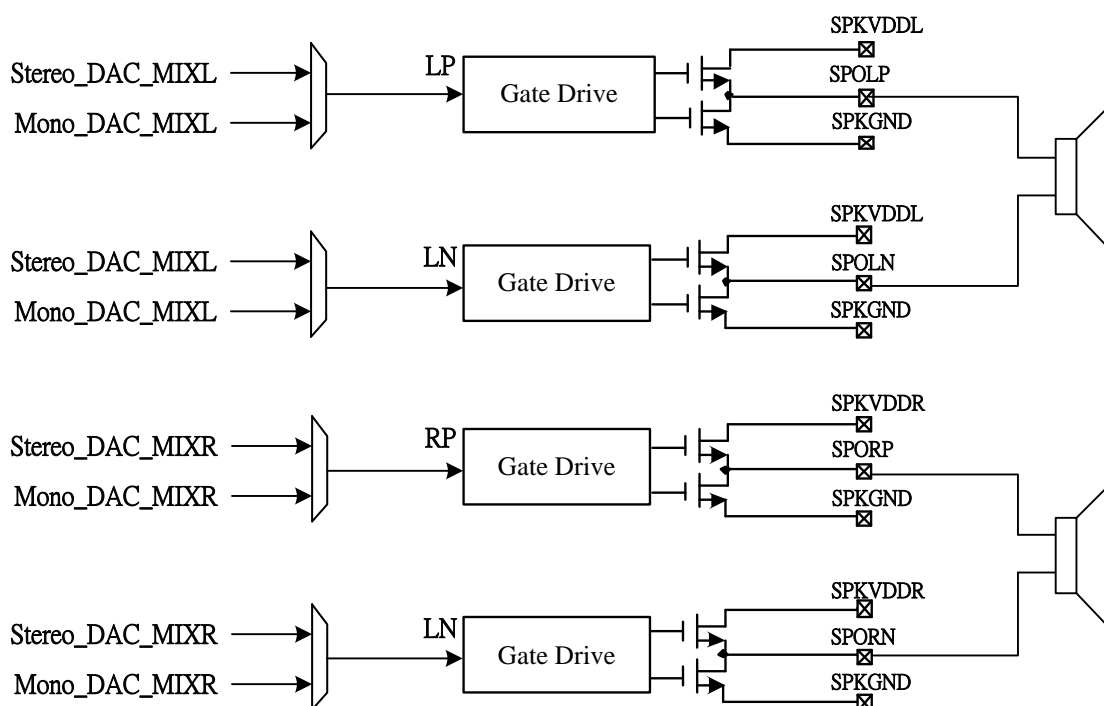 SPKVDDL
Stereo_DAC_MIXL
LP
Gate Drive
SPOLP
Mono_DAC_MIXL
SPKGND
SPKVDDL
Stereo_DAC_MIXL
LN
Gate Drive
SPOLN
Mono_DAC_MIXL
SPKGND
SPKVDDR
Stereo_DAC_MIXR
RP
Gate Drive
SPORP
Mono_DAC_MIXR
SPKGND
SPKVDDR
Stereo_DAC_MIXR
LN
Gate Drive
SPORN
Mono_DAC_MIXR
SPKGND